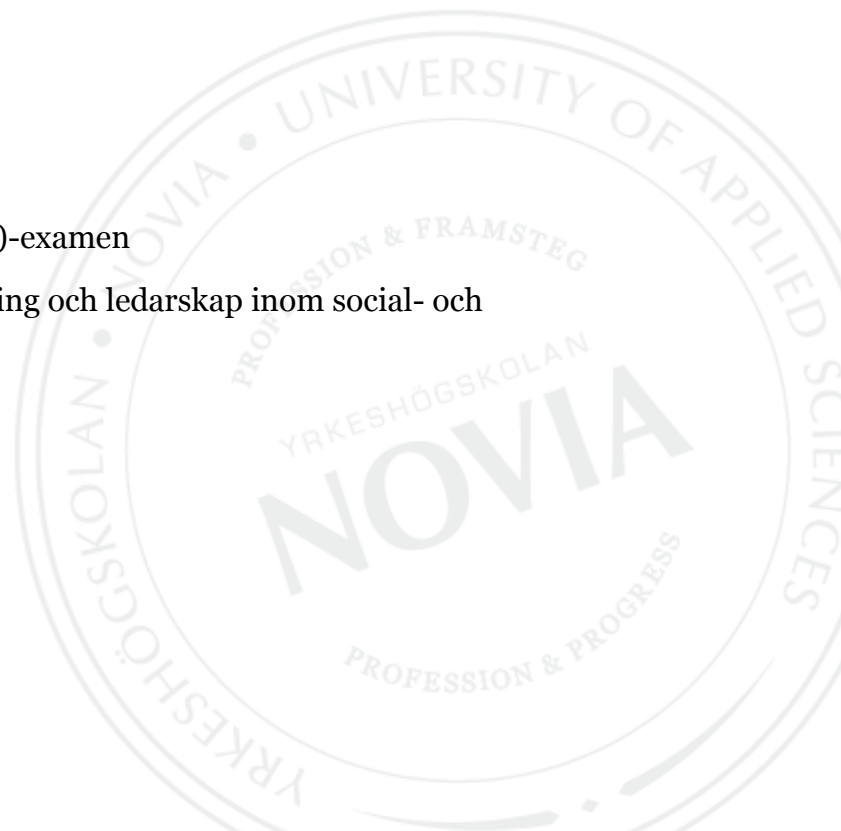 UNIVERSITY OF APPLIED SCIENCES
YRKESHÖGSKOLAN • NOVIA •
)-examen
PROFESSION & FRAMSTEG
ing och ledarskap inom social- och
YRKESHÖGSKOLAN
NOVIA
PROFESSION & PROGRESS